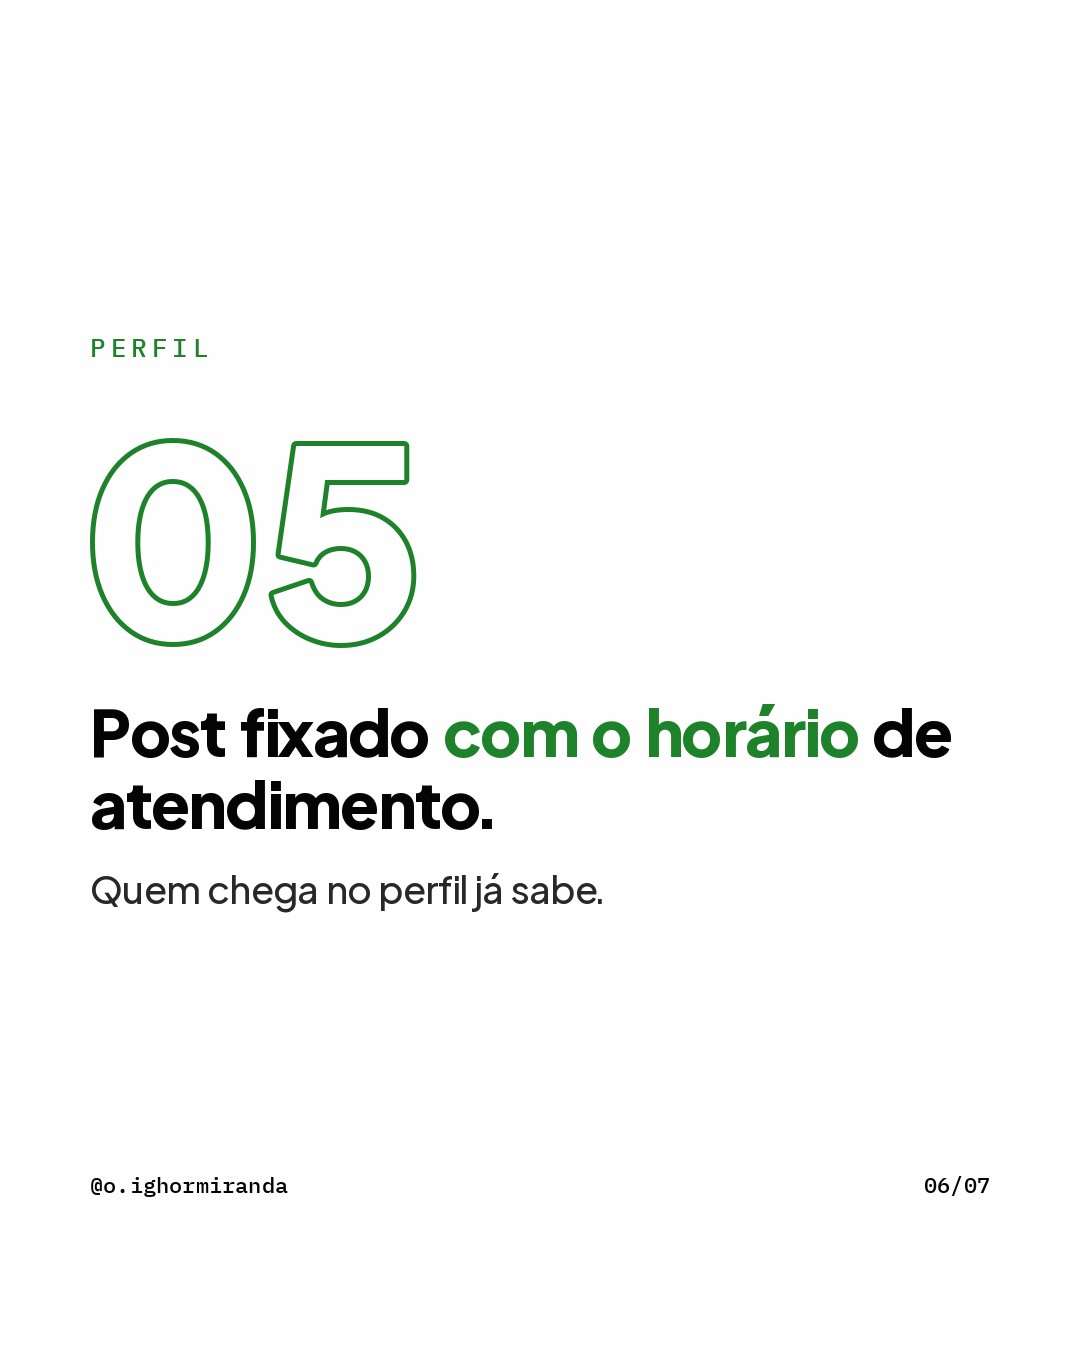 PERFIL
05
Post fixado com o horário de
atendimento.
Quem chega no perfil já sabe.
@o.ighormiranda
06/07